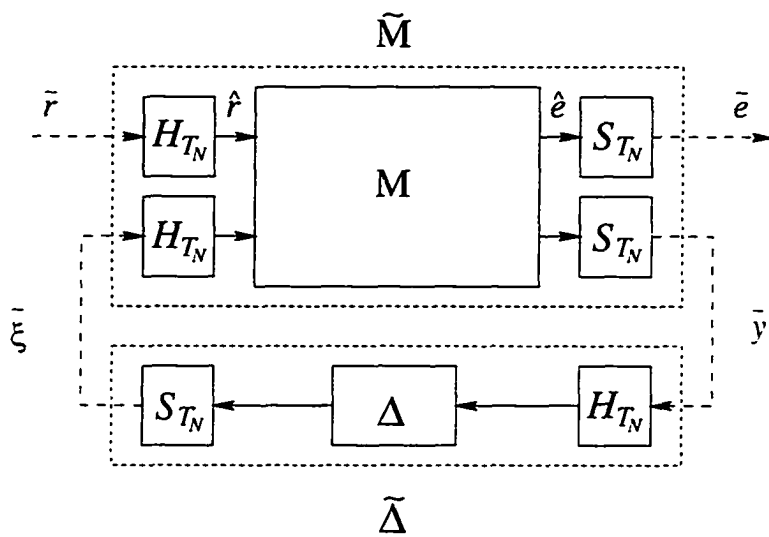 M̃
r̄ H_{T_N} r̂ M ê S_{T_N} ē
H_{T_N} S_{T_N}
ξ̄ ȳ
S_{T_N} Δ H_{T_N}
Δ̃